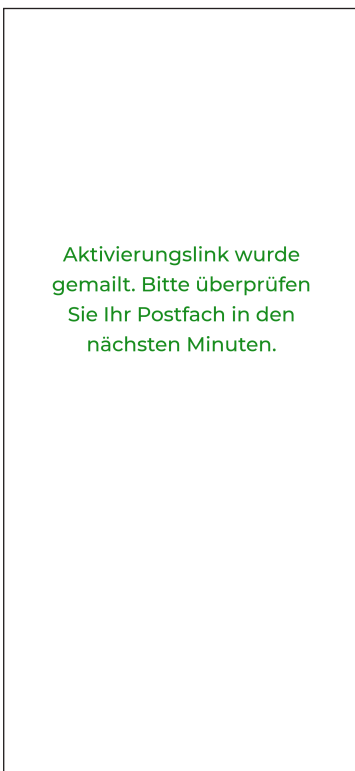 Aktivierungslink wurde
gemailt. Bitte überprüfen
Sie Ihr Postfach in den
nächsten Minuten.